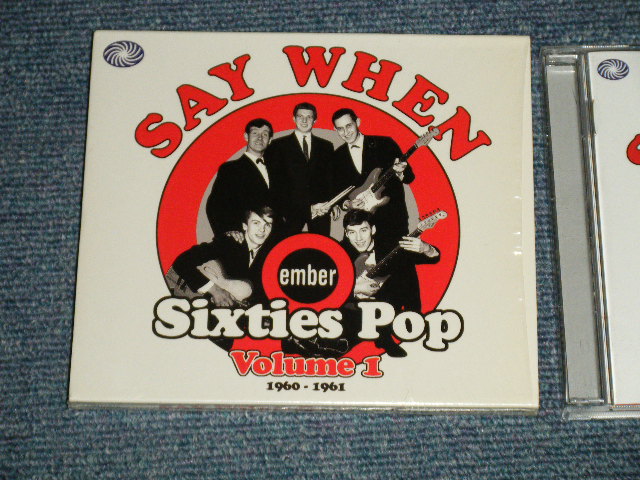 SAY WHEN
ember
Sixties Pop
Volume 1
1960 - 1961